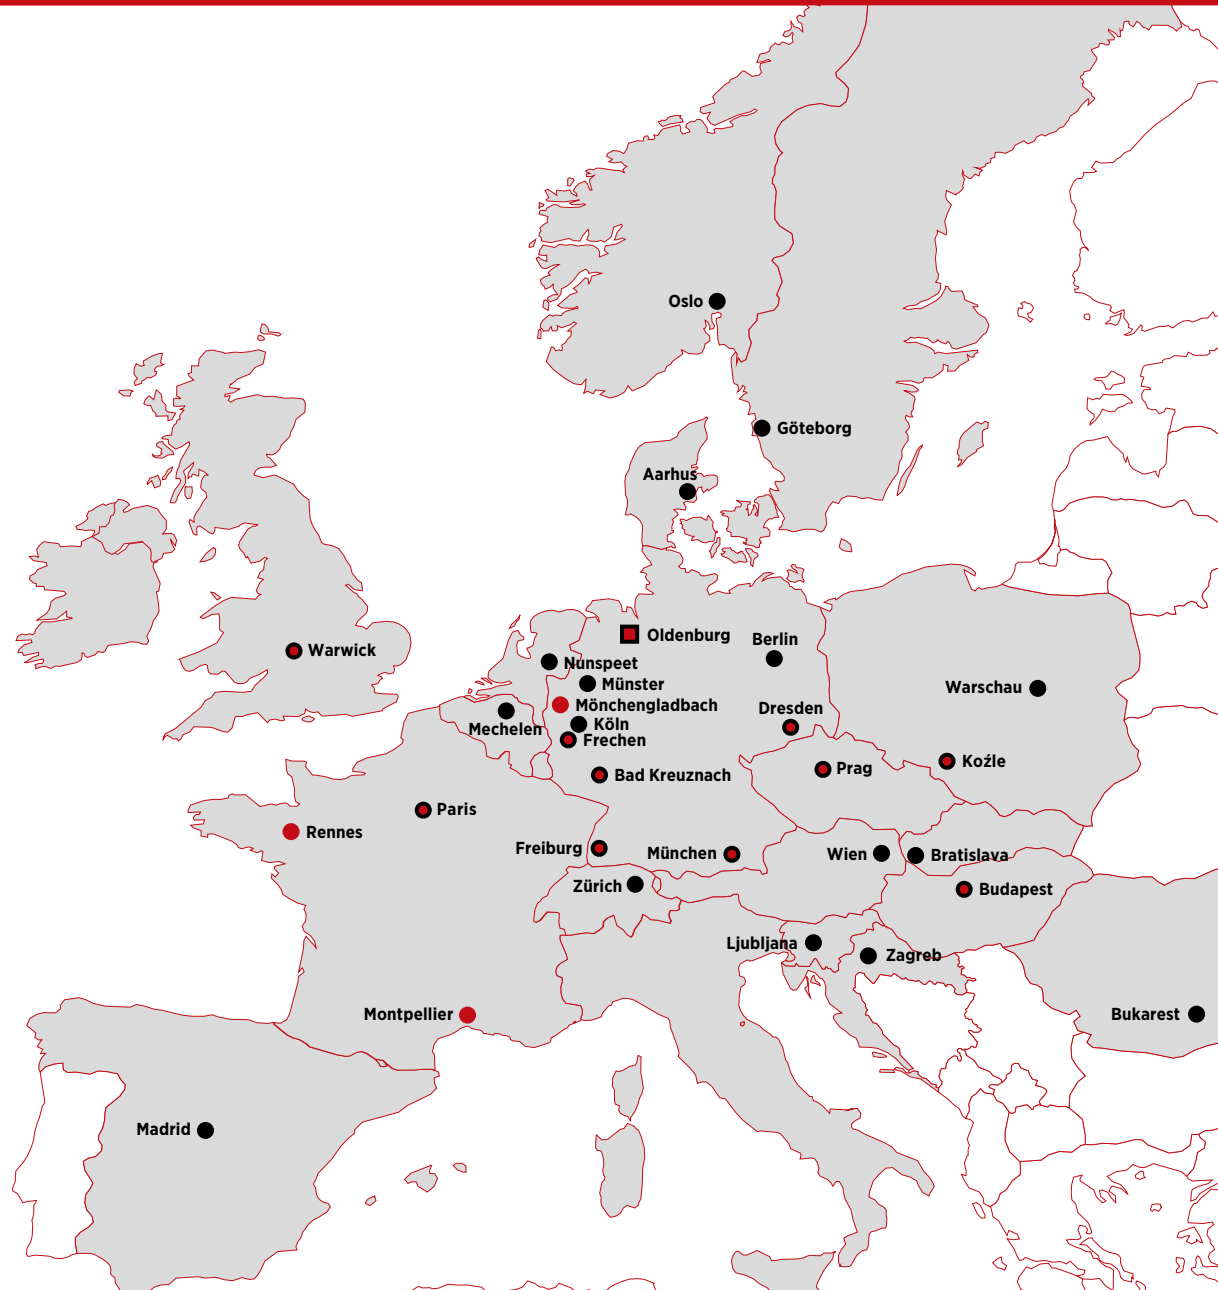 Oslo
Göteborg
Aarhus
Oldenburg
Berlin
Warwick
Nunspeet
Münster
Warschau
Mönchengladbach
Dresden
Köln
Mechelen
Frechen
Koźle
Prag
Bad Kreuznach
Paris
Rennes
Freiburg
München
Wien
Bratislava
Zürich
Budapest
Ljubljana
Zagreb
Montpellier
Bukarest
Madrid